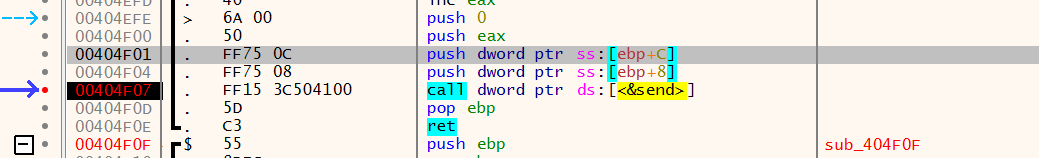 00404EFD . 40 inc eax
00404EFE > 6A 00 push 0
00404F00 . 50 push eax
00404F01 . FF75 0C push dword ptr ss:[ebp+C]
00404F04 . FF75 08 push dword ptr ss:[ebp+8]
00404F07 . FF15 3C504100 call dword ptr ds:[<&send>]
00404F0D . 5D pop ebp
00404F0E . C3 ret
00404F0F $ 55 push ebp sub_404F0F